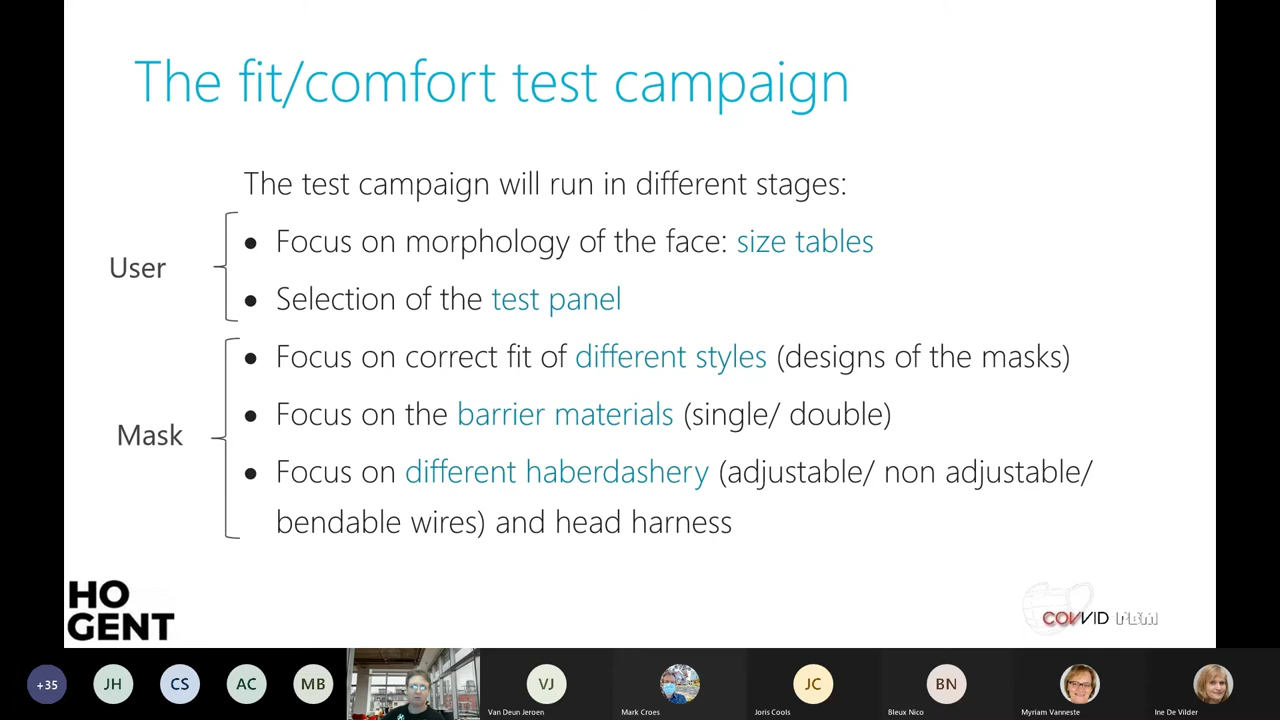 The fit/comfort test campaign
The test campaign will run in different stages:
User
• Focus on morphology of the face: size tables
• Selection of the test panel
Mask
• Focus on correct fit of different styles (designs of the masks)
• Focus on the barrier materials (single/ double)
• Focus on different haberdashery (adjustable/ non adjustable/
bendable wires) and head harness
HO
GENT
COVVID PBM
+35
JH
CS
AC
MB
VJ
Van Deun Jeroen
Mark Croes
JC
Joris Cools
BN
Bleux Nico
Myriam Vanneste
Ine De Vilder